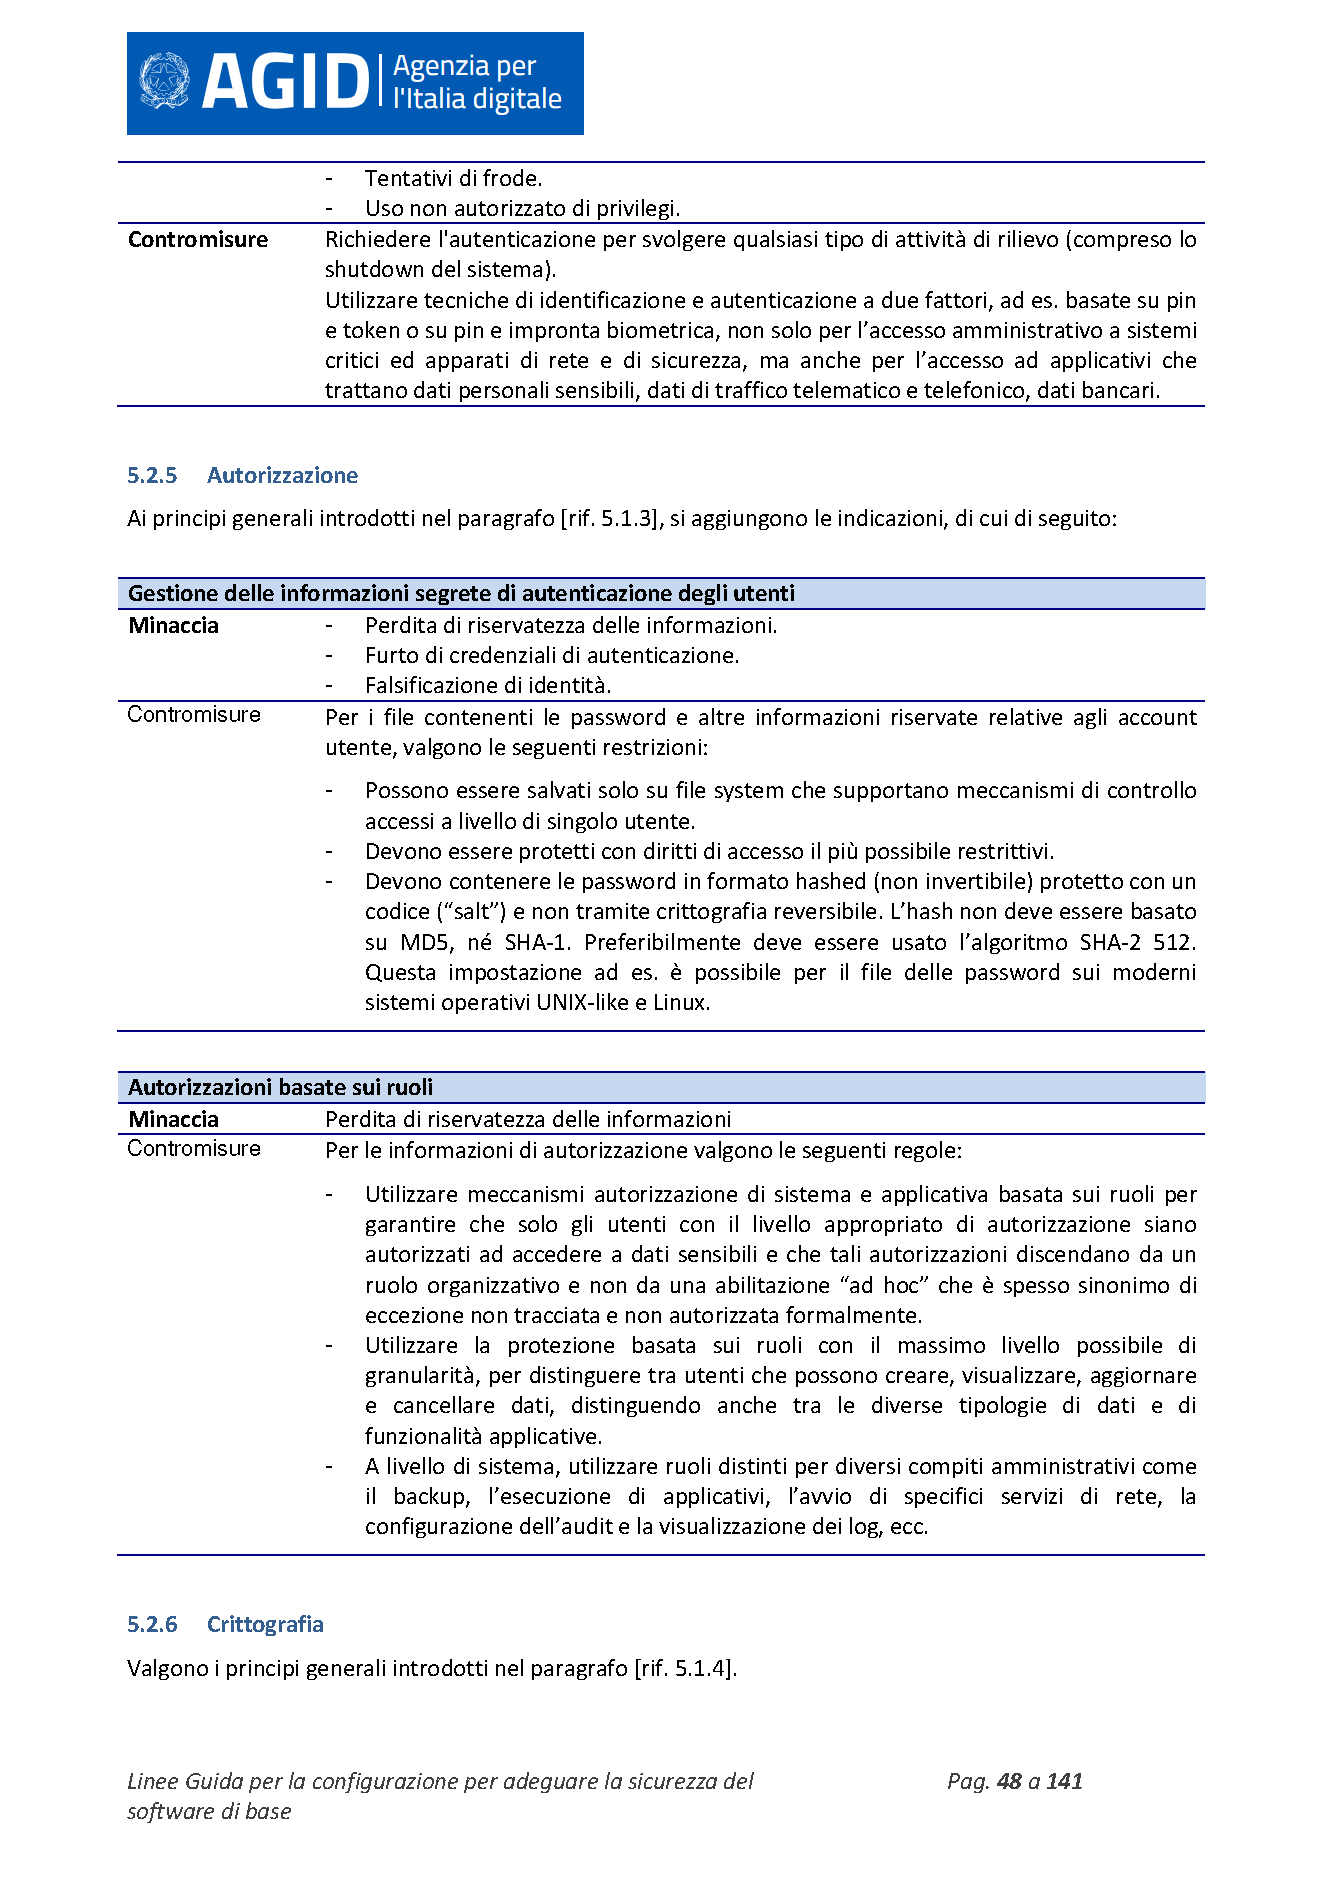 AGID Agenzia per
l'Italia digitale
- Tentativi di frode.
- Uso non autorizzato di privilegi.
Contromisure Richiedere l'autenticazione per svolgere qualsiasi tipo di attività di rilievo (compreso lo
shutdown del sistema).
Utilizzare tecniche di identificazione e autenticazione a due fattori, ad es. basate su pin
e token o su pin e impronta biometrica, non solo per l’accesso amministrativo a sistemi
critici ed apparati di rete e di sicurezza, ma anche per l’accesso ad applicativi che
trattano dati personali sensibili, dati di traffico telematico e telefonico, dati bancari.
5.2.5 Autorizzazione
Ai principi generali introdotti nel paragrafo [rif. 5.1.3], si aggiungono le indicazioni, di cui di seguito:
Gestione delle informazioni segrete di autenticazione degli utenti
Minaccia - Perdita di riservatezza delle informazioni.
- Furto di credenziali di autenticazione.
- Falsificazione di identità.
Contromisure Per i file contenenti le password e altre informazioni riservate relative agli account
utente, valgono le seguenti restrizioni:
- Possono essere salvati solo su file system che supportano meccanismi di controllo
accessi a livello di singolo utente.
- Devono essere protetti con diritti di accesso il più possibile restrittivi.
- Devono contenere le password in formato hashed (non invertibile) protetto con un
codice (“salt”) e non tramite crittografia reversibile. L’hash non deve essere basato
su MD5, né SHA-1. Preferibilmente deve essere usato l’algoritmo SHA-2 512.
Questa impostazione ad es. è possibile per il file delle password sui moderni
sistemi operativi UNIX-like e Linux.
Autorizzazioni basate sui ruoli
Minaccia Perdita di riservatezza delle informazioni
Contromisure Per le informazioni di autorizzazione valgono le seguenti regole:
- Utilizzare meccanismi autorizzazione di sistema e applicativa basata sui ruoli per
garantire che solo gli utenti con il livello appropriato di autorizzazione siano
autorizzati ad accedere a dati sensibili e che tali autorizzazioni discendano da un
ruolo organizzativo e non da una abilitazione “ad hoc” che è spesso sinonimo di
eccezione non tracciata e non autorizzata formalmente.
- Utilizzare la protezione basata sui ruoli con il massimo livello possibile di
granularità, per distinguere tra utenti che possono creare, visualizzare, aggiornare
e cancellare dati, distinguendo anche tra le diverse tipologie di dati e di
funzionalità applicative.
- A livello di sistema, utilizzare ruoli distinti per diversi compiti amministrativi come
il backup, l’esecuzione di applicativi, l’avvio di specifici servizi di rete, la
configurazione dell’audit e la visualizzazione dei log, ecc.
5.2.6 Crittografia
Valgono i principi generali introdotti nel paragrafo [rif. 5.1.4].
Linee Guida per la configurazione per adeguare la sicurezza del Pag. 48 a 141
software di base